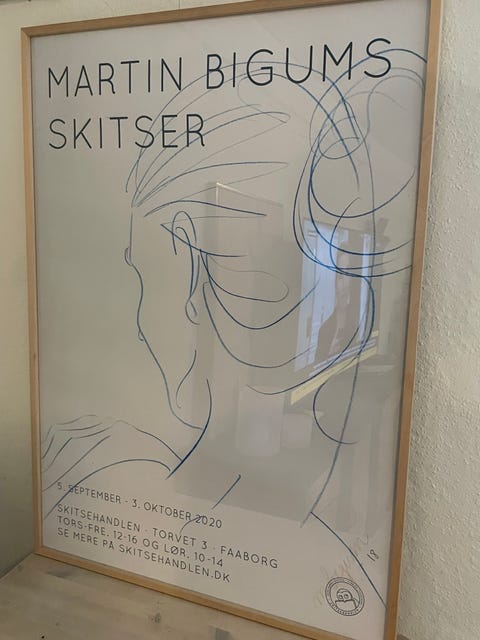 MARTIN BIGUMS
SKITSER
5. SEPTEMBER - 3. OKTOBER 2020
SKITSEHANDLEN · TORVET 3 · FAABORG
TORS-FRE. 12-16 OG LØR. 10-14
SE MERE PÅ SKITSEHANDLEN.DK
18